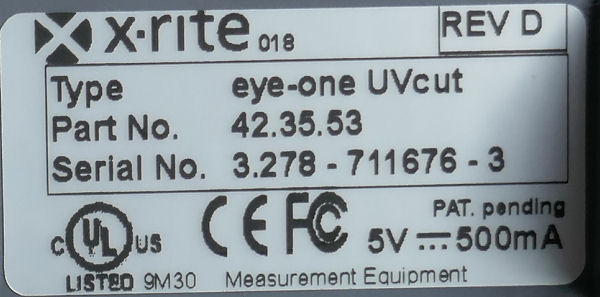 x·rite 018 REV D
Type eye-one UVcut
Part No. 42.35.53
Serial No. 3.278 - 711676 - 3
C UL US CE FC PAT. pending
5V ⎓ 500mA
LISTED 9M30 Measurement Equipment